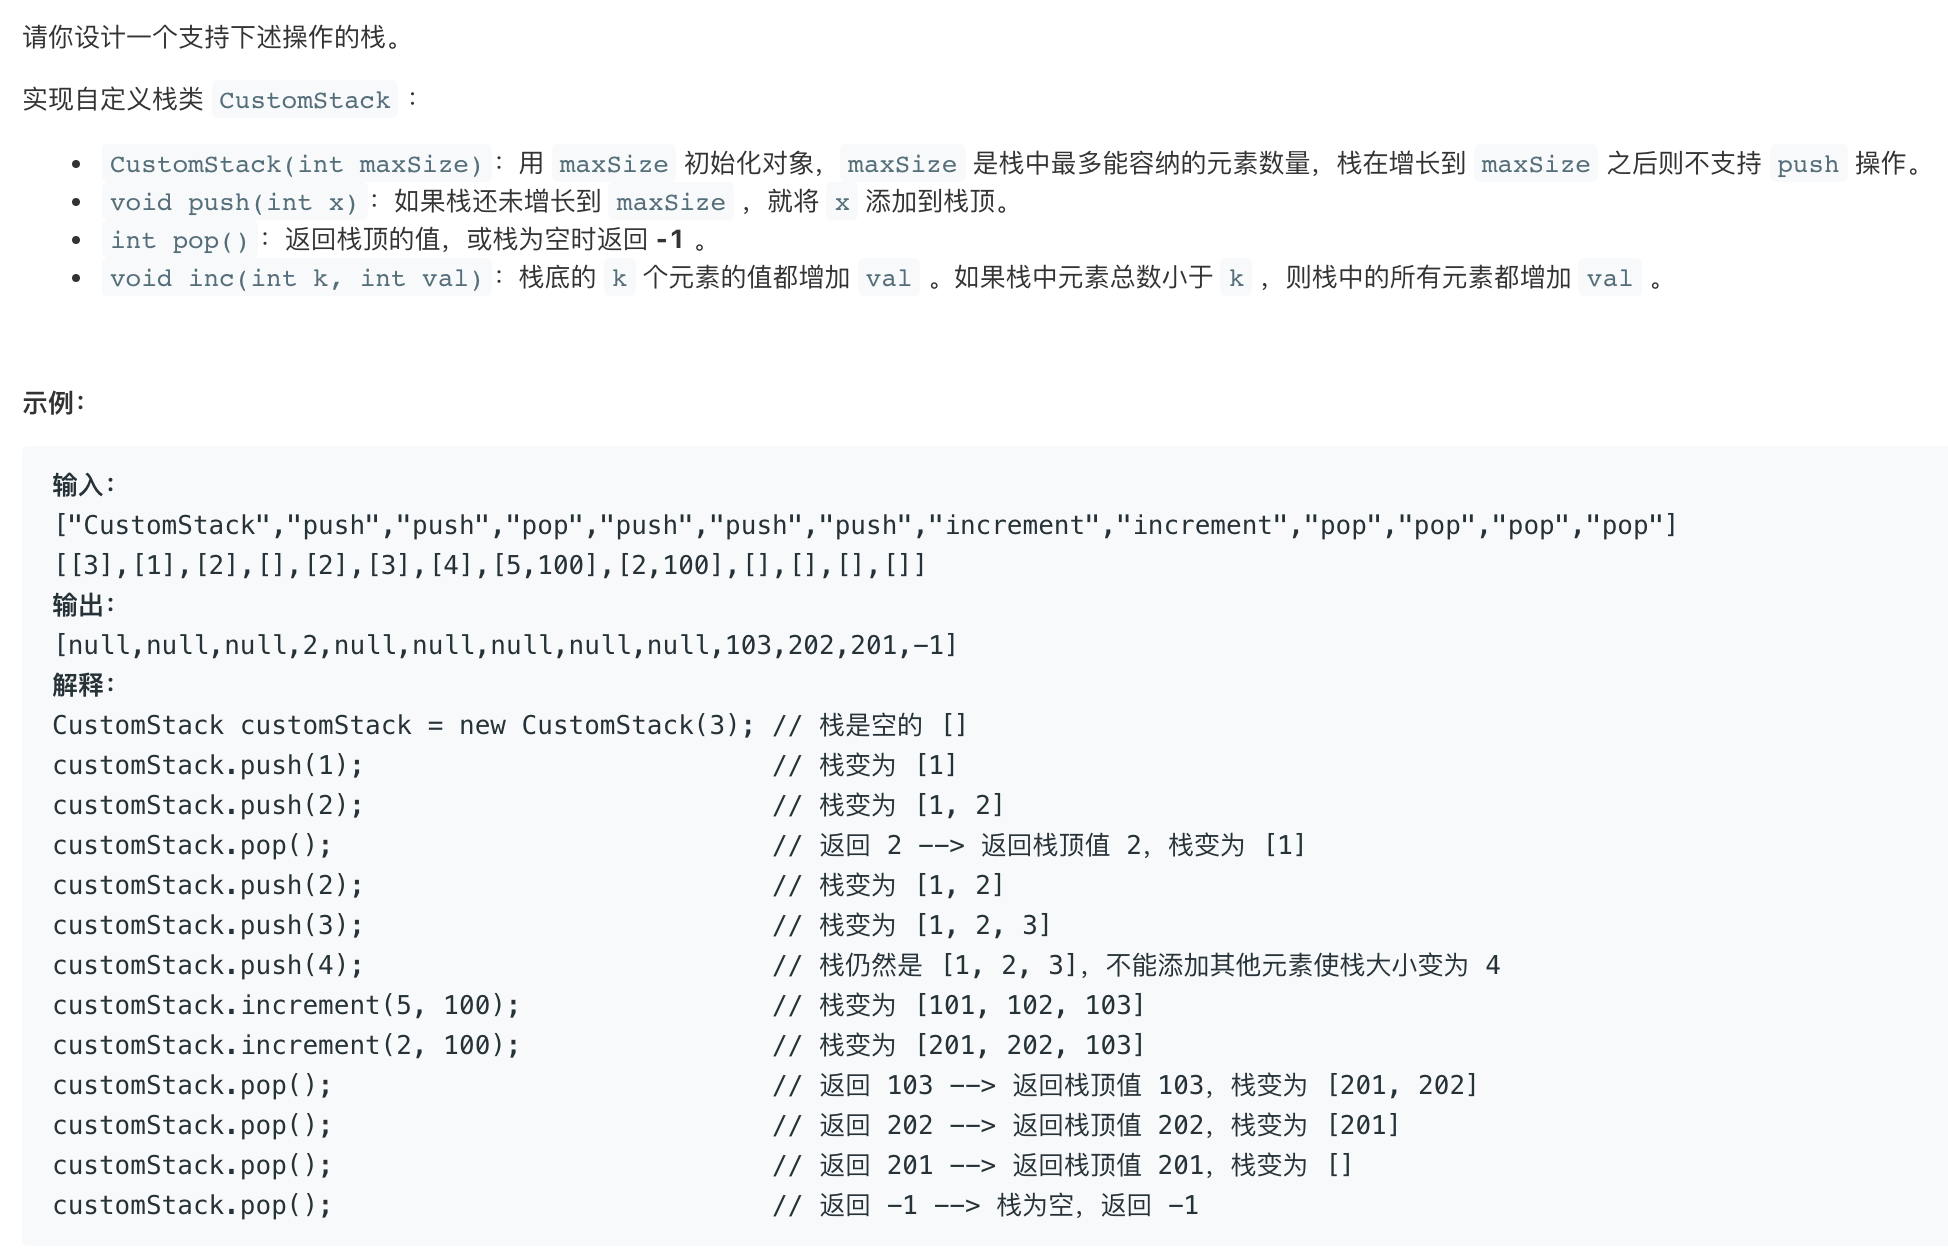 请你设计一个支持下述操作的栈。
实现自定义栈类 CustomStack ：
CustomStack(int maxSize)：用 maxSize 初始化对象，maxSize 是栈中最多能容纳的元素数量，栈在增长到 maxSize 之后则不支持 push 操作。
void push(int x)：如果栈还未增长到 maxSize ，就将 x 添加到栈顶。
int pop()：返回栈顶的值，或栈为空时返回 -1 。
void inc(int k, int val)：栈底的 k 个元素的值都增加 val 。如果栈中元素总数小于 k ，则栈中的所有元素都增加 val 。
示例：
输入：
["CustomStack","push","push","pop","push","push","push","increment","increment","pop","pop","pop","pop"]
[[3],[1],[2],[],[2],[3],[4],[5,100],[2,100],[],[],[],[]]
输出：
[null,null,null,2,null,null,null,null,null,103,202,201,-1]
解释：
CustomStack customStack = new CustomStack(3); // 栈是空的 []
customStack.push(1); // 栈变为 [1]
customStack.push(2); // 栈变为 [1, 2]
customStack.pop(); // 返回 2 --> 返回栈顶值 2，栈变为 [1]
customStack.push(2); // 栈变为 [1, 2]
customStack.push(3); // 栈变为 [1, 2, 3]
customStack.push(4); // 栈仍然是 [1, 2, 3]，不能添加其他元素使栈大小变为 4
customStack.increment(5, 100); // 栈变为 [101, 102, 103]
customStack.increment(2, 100); // 栈变为 [201, 202, 103]
customStack.pop(); // 返回 103 --> 返回栈顶值 103，栈变为 [201, 202]
customStack.pop(); // 返回 202 --> 返回栈顶值 202，栈变为 [201]
customStack.pop(); // 返回 201 --> 返回栈顶值 201，栈变为 []
customStack.pop(); // 返回 -1 --> 栈为空，返回 -1